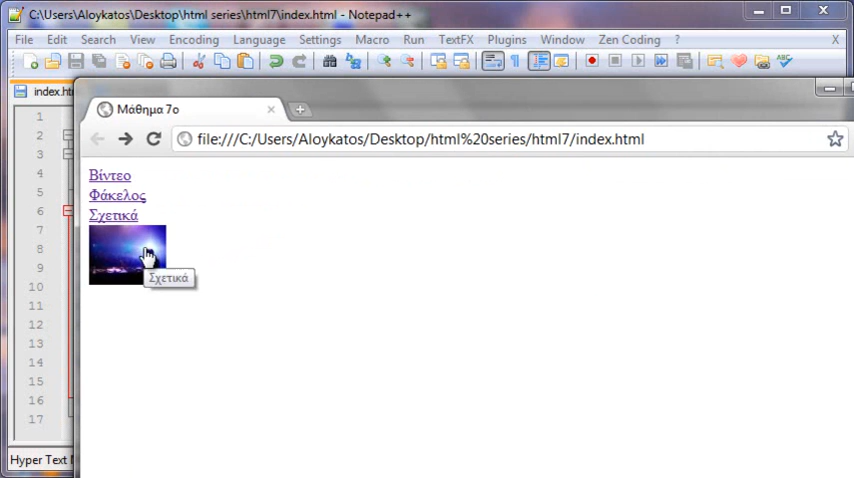 C:\Users\Aloykatos\Desktop\html series\html7\index.html - Notepad++
File Edit Search View Encoding Language Settings Macro Run TextFX Plugins Window Zen Coding ? X
index.ht
Μάθημα 7ο
file:///C:/Users/Aloykatos/Desktop/html%20series/html7/index.html
1
2
3
4
5
6
7
8
9
10
11
12
13
14
15
16
17
Βίντεο
Φάκελος
Σχετικά
Σχετικά
Hyper Text